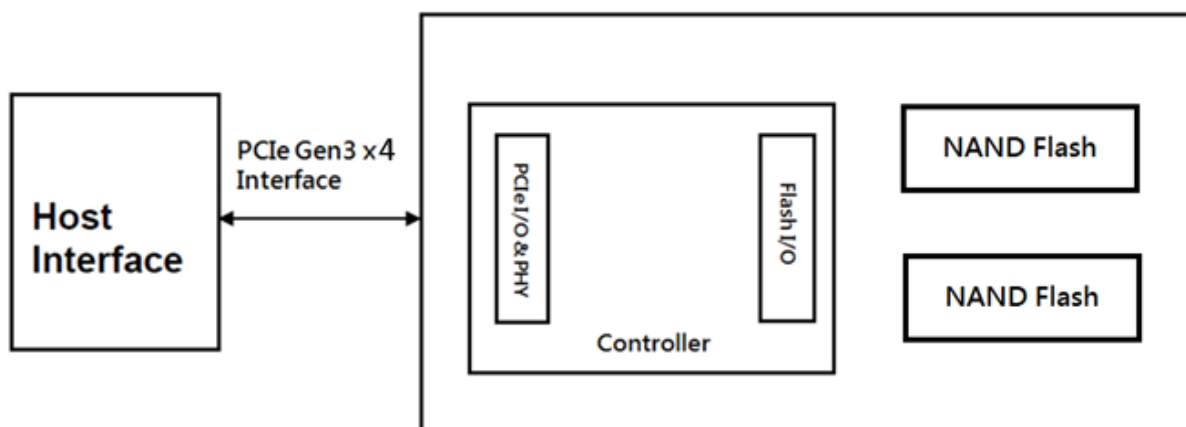 Host
Interface
PCIe Gen3 x4
Interface
PCIe I/O & PHY
Flash I/O
Controller
NAND Flash
NAND Flash